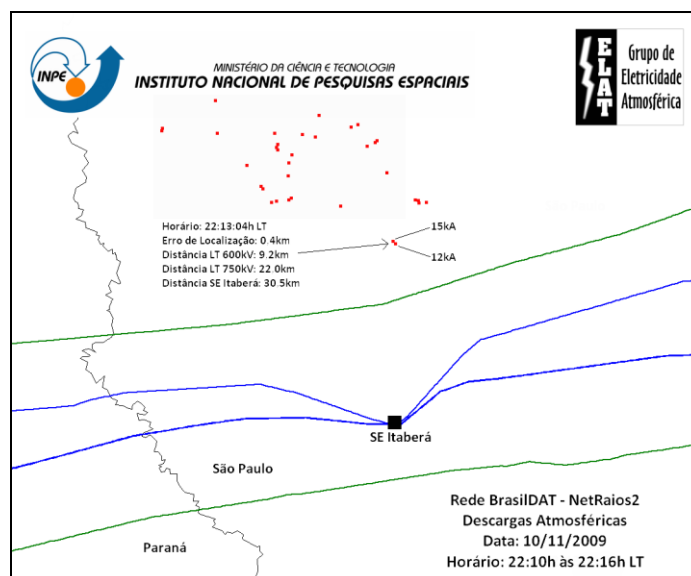 INPE
MINISTÉRIO DA CIÊNCIA E TECNOLOGIA
INSTITUTO NACIONAL DE PESQUISAS ESPACIAIS
ELAT
Grupo de
Eletricidade
Atmosférica
Horário: 22:13:04h LT
Erro de Localização: 0.4km
Distância LT 600kV: 9.2km
Distância LT 750kV: 22.0km
Distância SE Itaberá: 30.5km
15kA
12kA
SE Itaberá
São Paulo
Paraná
Rede BrasilDAT - NetRaios2
Descargas Atmosféricas
Data: 10/11/2009
Horário: 22:10h às 22:16h LT